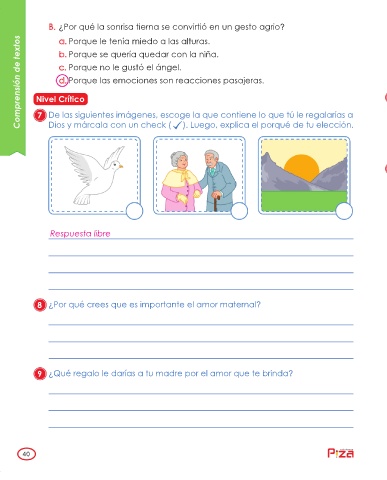 B. ¿Por qué la sonrisa tierna se convirtió en un gesto agrio?
a. Porque le tenía miedo a las alturas.
b. Porque se quería quedar con la niña.
c. Porque no le gustó el ángel.
d. Porque las emociones son reacciones pasajeras.
Comprensión de textos
Nivel Crítico
7 De las siguientes imágenes, escoge la que contiene lo que tú le regalarías a
Dios y márcala con un check (✓). Luego, explica el porqué de tu elección.
Respuesta libre
8 ¿Por qué crees que es importante el amor maternal?
9 ¿Qué regalo le darías a tu madre por el amor que te brinda?
40
Piza